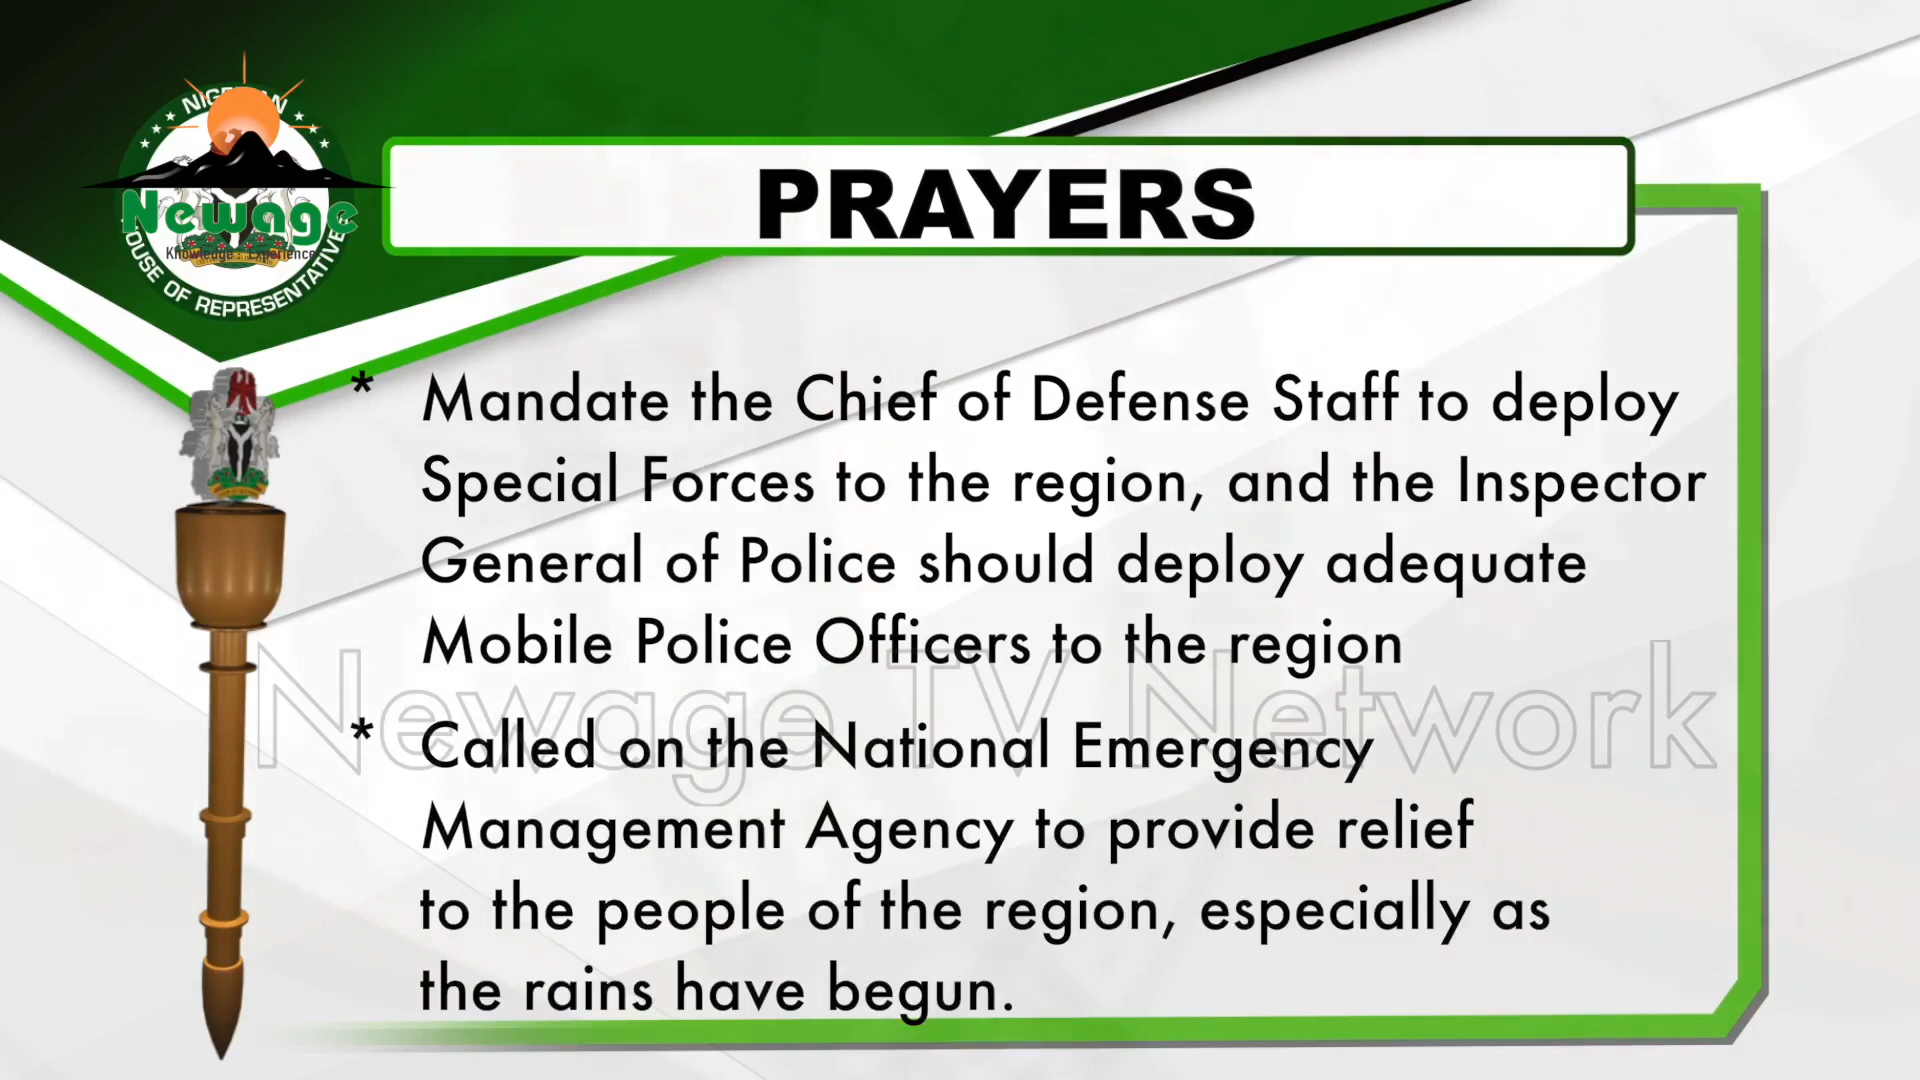 Newage
Knowledge Experience
HOUSE OF REPRESENTATIVES
PRAYERS
* Mandate the Chief of Defense Staff to deploy
Special Forces to the region, and the Inspector
General of Police should deploy adequate
Mobile Police Officers to the region
Newage TV Network
* Called on the National Emergency
Management Agency to provide relief
to the people of the region, especially as
the rains have begun.